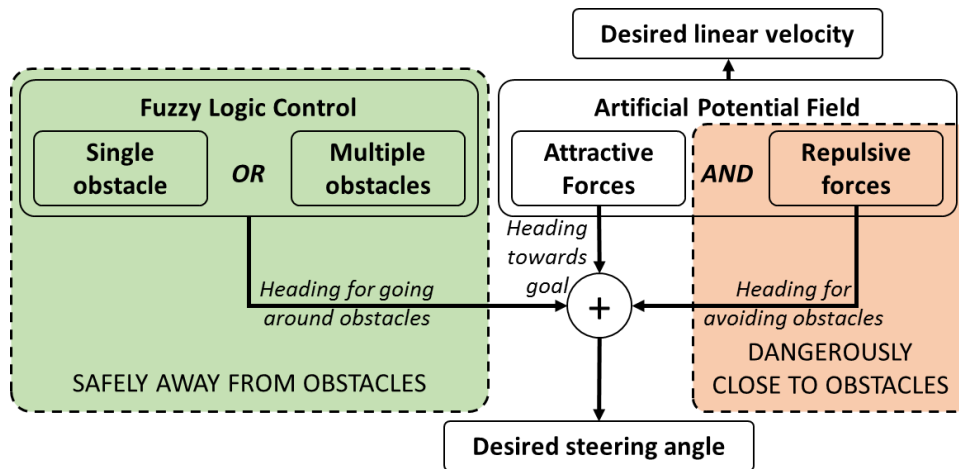 Desired linear velocity
Fuzzy Logic Control
Single
obstacle
OR
Multiple
obstacles
Artificial Potential Field
Attractive
Forces
AND
Repulsive
forces
Heading
towards
goal
Heading for going
around obstacles
+
Heading for
avoiding obstacles
SAFELY AWAY FROM OBSTACLES
DANGEROUSLY
CLOSE TO OBSTACLES
Desired steering angle